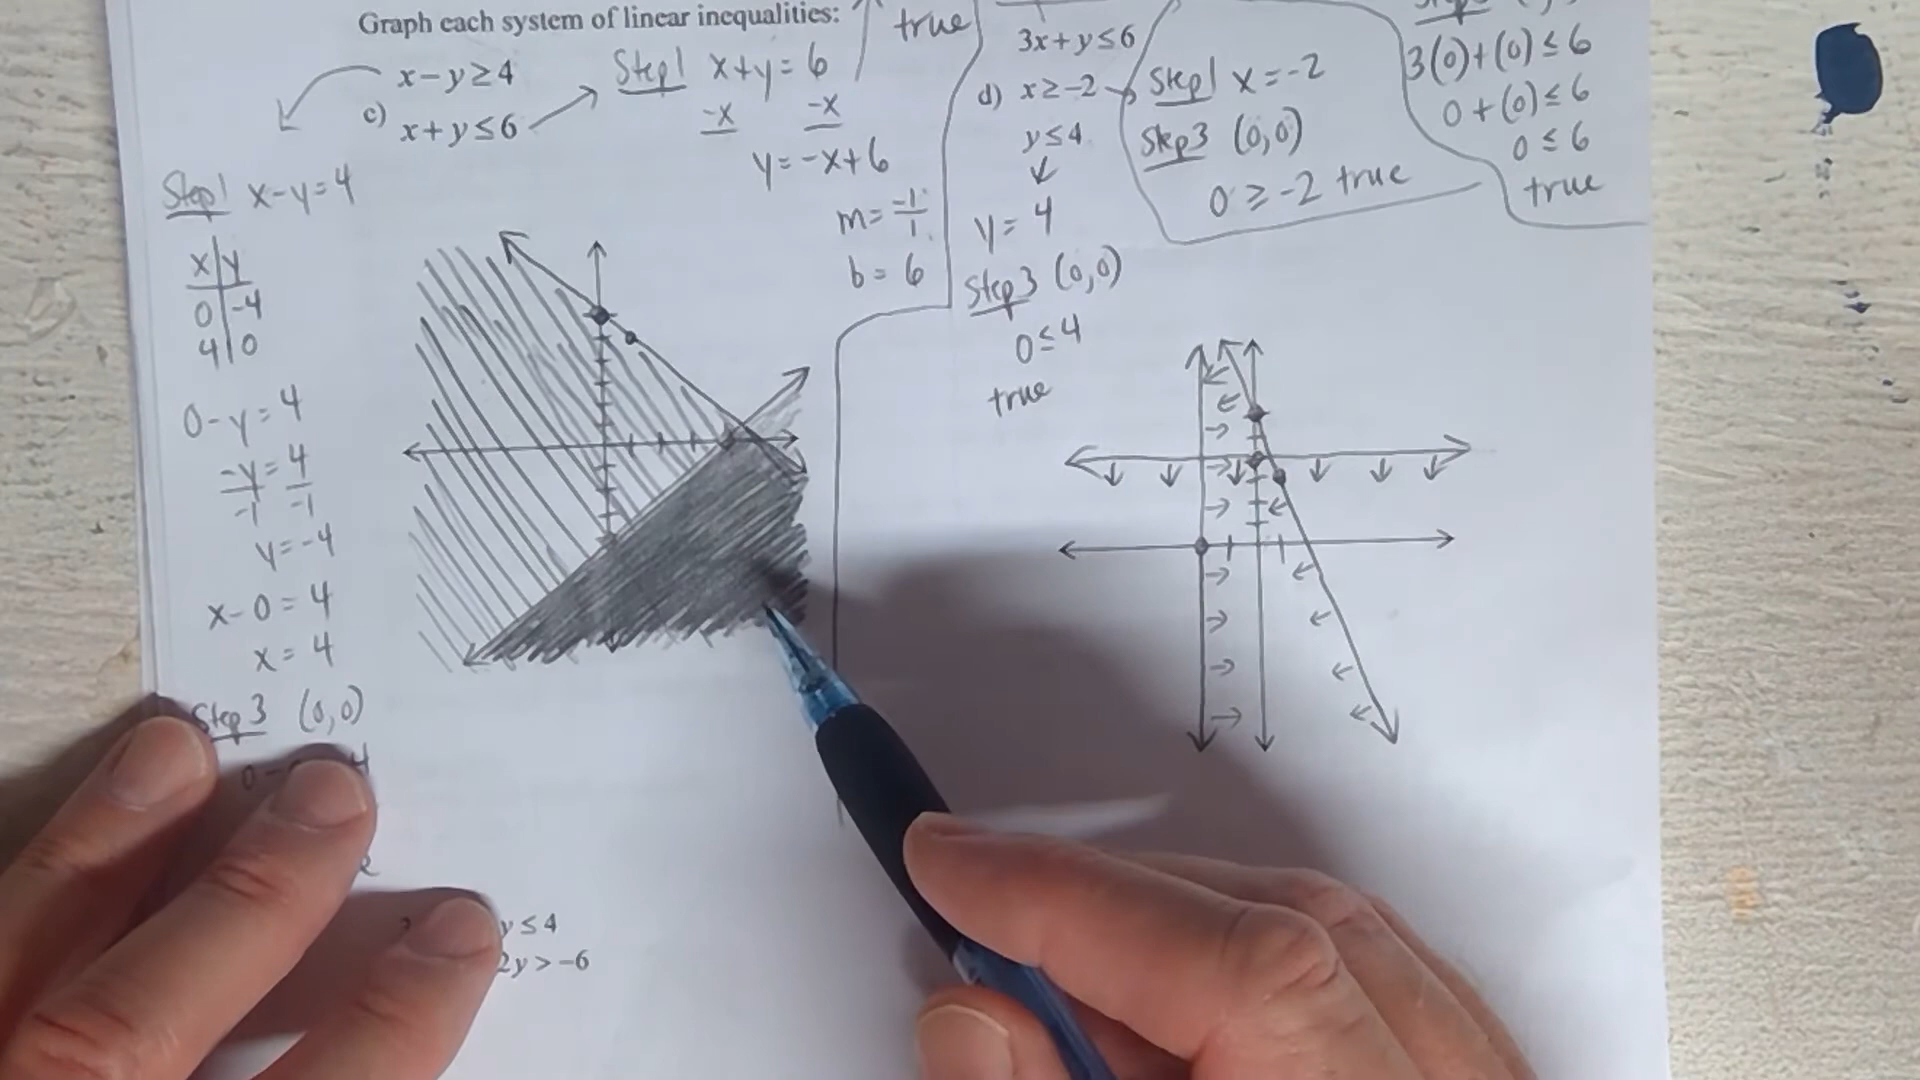 Graph each system of linear inequalities:
true
c)
x-y≥4
x+y≤6
Step 1 x+y=6
-x -x
y=-x+6
m=-1/1
b=6
Step 1 x-y=4
x y
0 -4
4 0
0-y=4
-y=4
-1 -1
y=-4
x-0=4
x=4
Step 3 (0,0)
3x+y≤6
d) x≥-2
y≤4
y=4
Step 3 (0,0)
0≤4
true
Step 1 x=-2
Step 3 (0,0)
0≥-2 true
3(0)+(0)≤6
0+(0)≤6
0≤6
true
y≤4
2y>-6